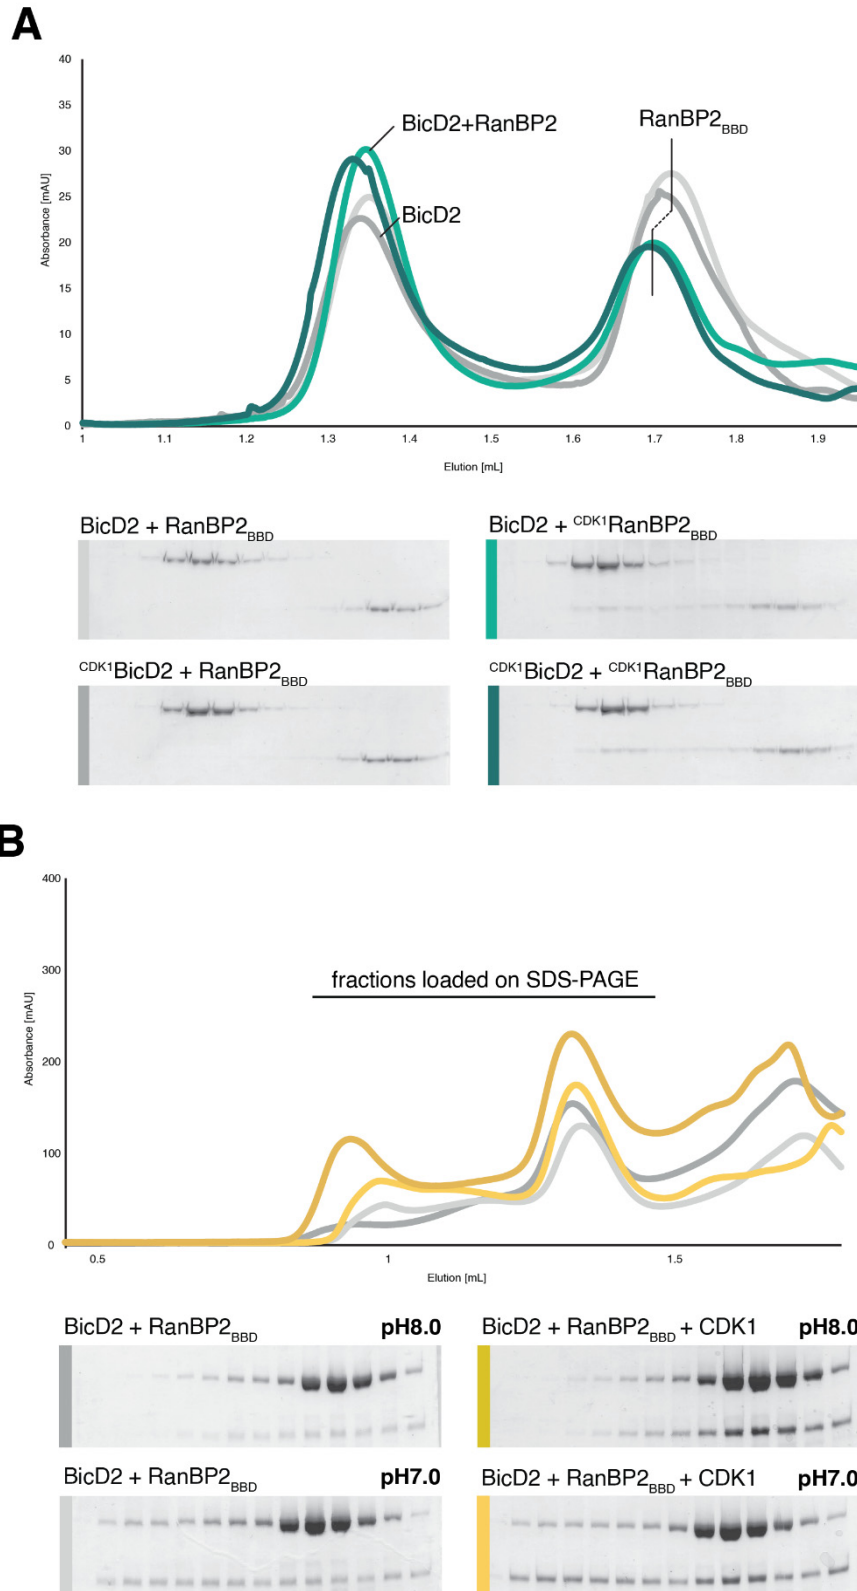 A
40
35
30
25
20
15
10
5
0
Absorbance [mAU]
BicD2+RanBP2
BicD2
RanBP2BBD
1 1.1 1.2 1.3 1.4 1.5 1.6 1.7 1.8 1.9
Elution [mL]
BicD2 + RanBP2BBD
BicD2 + CDK1RanBP2BBD
CDK1BicD2 + RanBP2BBD
CDK1BicD2 + CDK1RanBP2BBD
B
400
300
200
100
0
Absorbance [mAU]
fractions loaded on SDS-PAGE
0.5 1 1.5
Elution [mL]
BicD2 + RanBP2BBD pH8.0
BicD2 + RanBP2BBD + CDK1 pH8.0
BicD2 + RanBP2BBD pH7.0
BicD2 + RanBP2BBD + CDK1 pH7.0